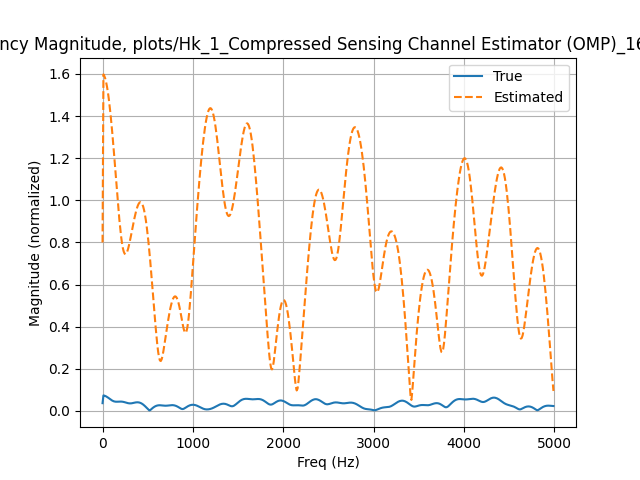 ncy Magnitude, plots/Hk_1_Compressed Sensing Channel Estimator (OMP)_16
True
Estimated
1.6
1.4
1.2
1.0
0.8
0.6
0.4
0.2
0.0
Magnitude (normalized)
0 1000 2000 3000 4000 5000
Freq (Hz)